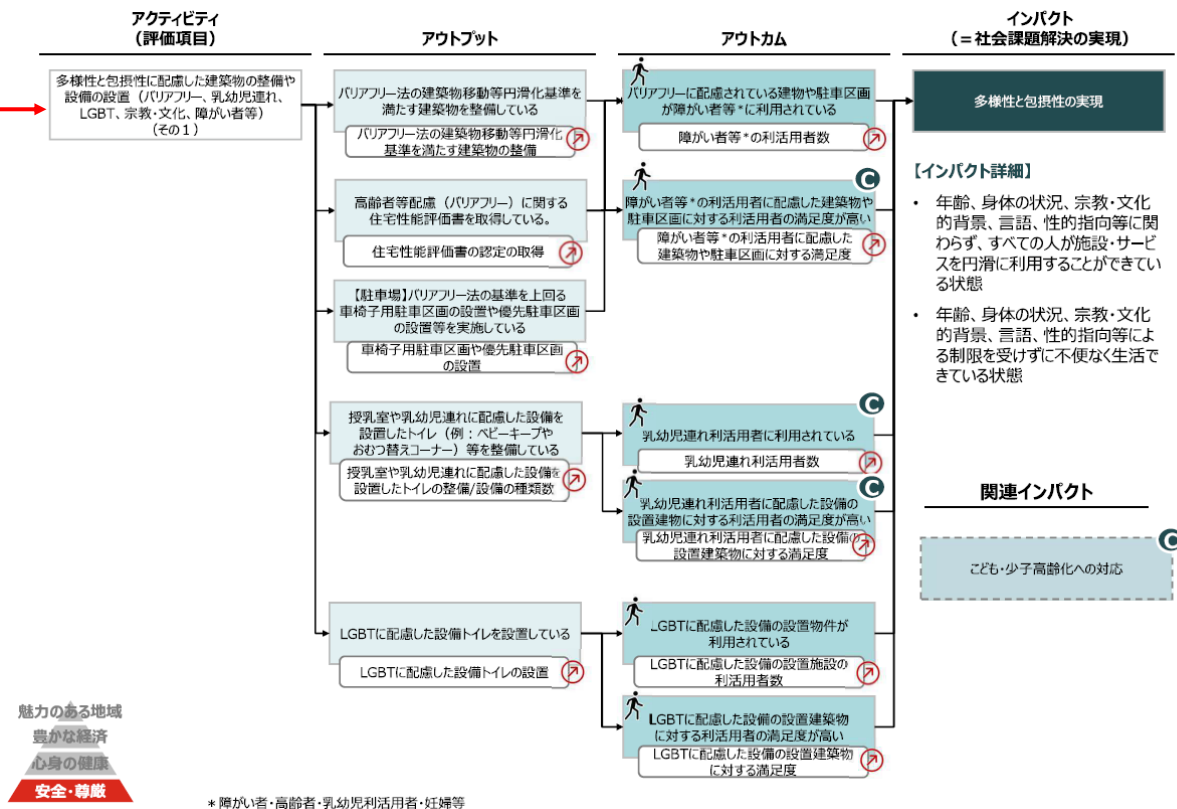 アクティビティ
（評価項目）
アウトプット
アウトカム
インパクト
（＝社会課題解決の実現）
多様性と包摂性に配慮した建築物の整備や
設備の設置（バリアフリー、乳幼児連れ、
LGBT、宗教・文化、障がい者等）
（その１）
バリアフリー法の建築物移動等円滑化基準を
満たす建築物を整備している
バリアフリー法の建築物移動等円滑化
基準を満たす建築物の整備
高齢者等配慮（バリアフリー）に関する
住宅性能評価書を取得している。
住宅性能評価書の認定の取得
【駐車場】バリアフリー法の基準を上回る
車椅子用駐車区画の設置や優先駐車区画
の設置等を実施している
車椅子用駐車区画や優先駐車区画
の設置
授乳室や乳幼児連れに配慮した設備を
設置したトイレ（例：ベビーキープや
おむつ替えコーナー）等を整備している
授乳室や乳幼児連れに配慮した設備を
設置したトイレの整備/設備の種類数
LGBTに配慮した設備トイレを設置している
LGBTに配慮した設備トイレの設置
バリアフリーに配慮されている建物や駐車区画
が障がい者等*に利用されている
障がい者等*の利活用者数
C
障がい者等*の利活用者に配慮した建築物や
駐車区画に対する利活用者の満足度が高い
障がい者等*の利活用者に配慮した
建築物や駐車区画に対する満足度
C
乳幼児連れ利活用者に利用されている
乳幼児連れ利活用者数
C
乳幼児連れ利活用者に配慮した設備の
設置建物に対する利活用者の満足度が高い
乳幼児連れ利活用者に配慮した設備の
設置建築物に対する満足度
LGBTに配慮した設備の設置物件が
利用されている
LGBTに配慮した設備の設置施設の
利活用者数
LGBTに配慮した設備の設置建築物
に対する利活用者の満足度が高い
LGBTに配慮した設備の設置建築物
に対する満足度
多様性と包摂性の実現
【インパクト詳細】
• 年齢、身体の状況、宗教・文化
的背景、言語、性的指向等に関
わらず、すべての人が施設・サービ
スを円滑に利用することができてい
る状態
• 年齢、身体の状況、宗教・文化
的背景、言語、性的指向等によ
る制限を受けずに不便なく生活で
きている状態
関連インパクト
C
こども・少子高齢化への対応
魅力のある地域
豊かな経済
心身の健康
安全・尊厳
* 障がい者・高齢者・乳幼児利活用者・妊婦等